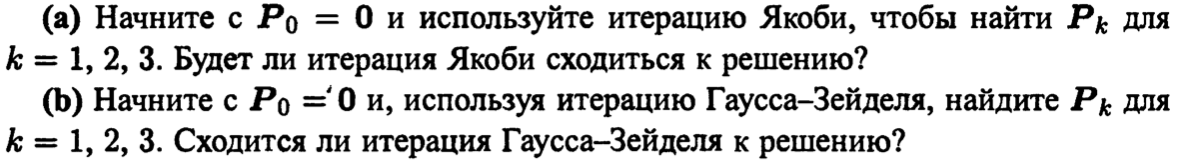 (a) Начните с P₀ = 0 и используйте итерацию Якоби, чтобы найти Pₖ для
k = 1, 2, 3. Будет ли итерация Якоби сходиться к решению?
(b) Начните с P₀ = 0 и, используя итерацию Гаусса–Зейделя, найдите Pₖ для
k = 1, 2, 3. Сходится ли итерация Гаусса–Зейделя к решению?